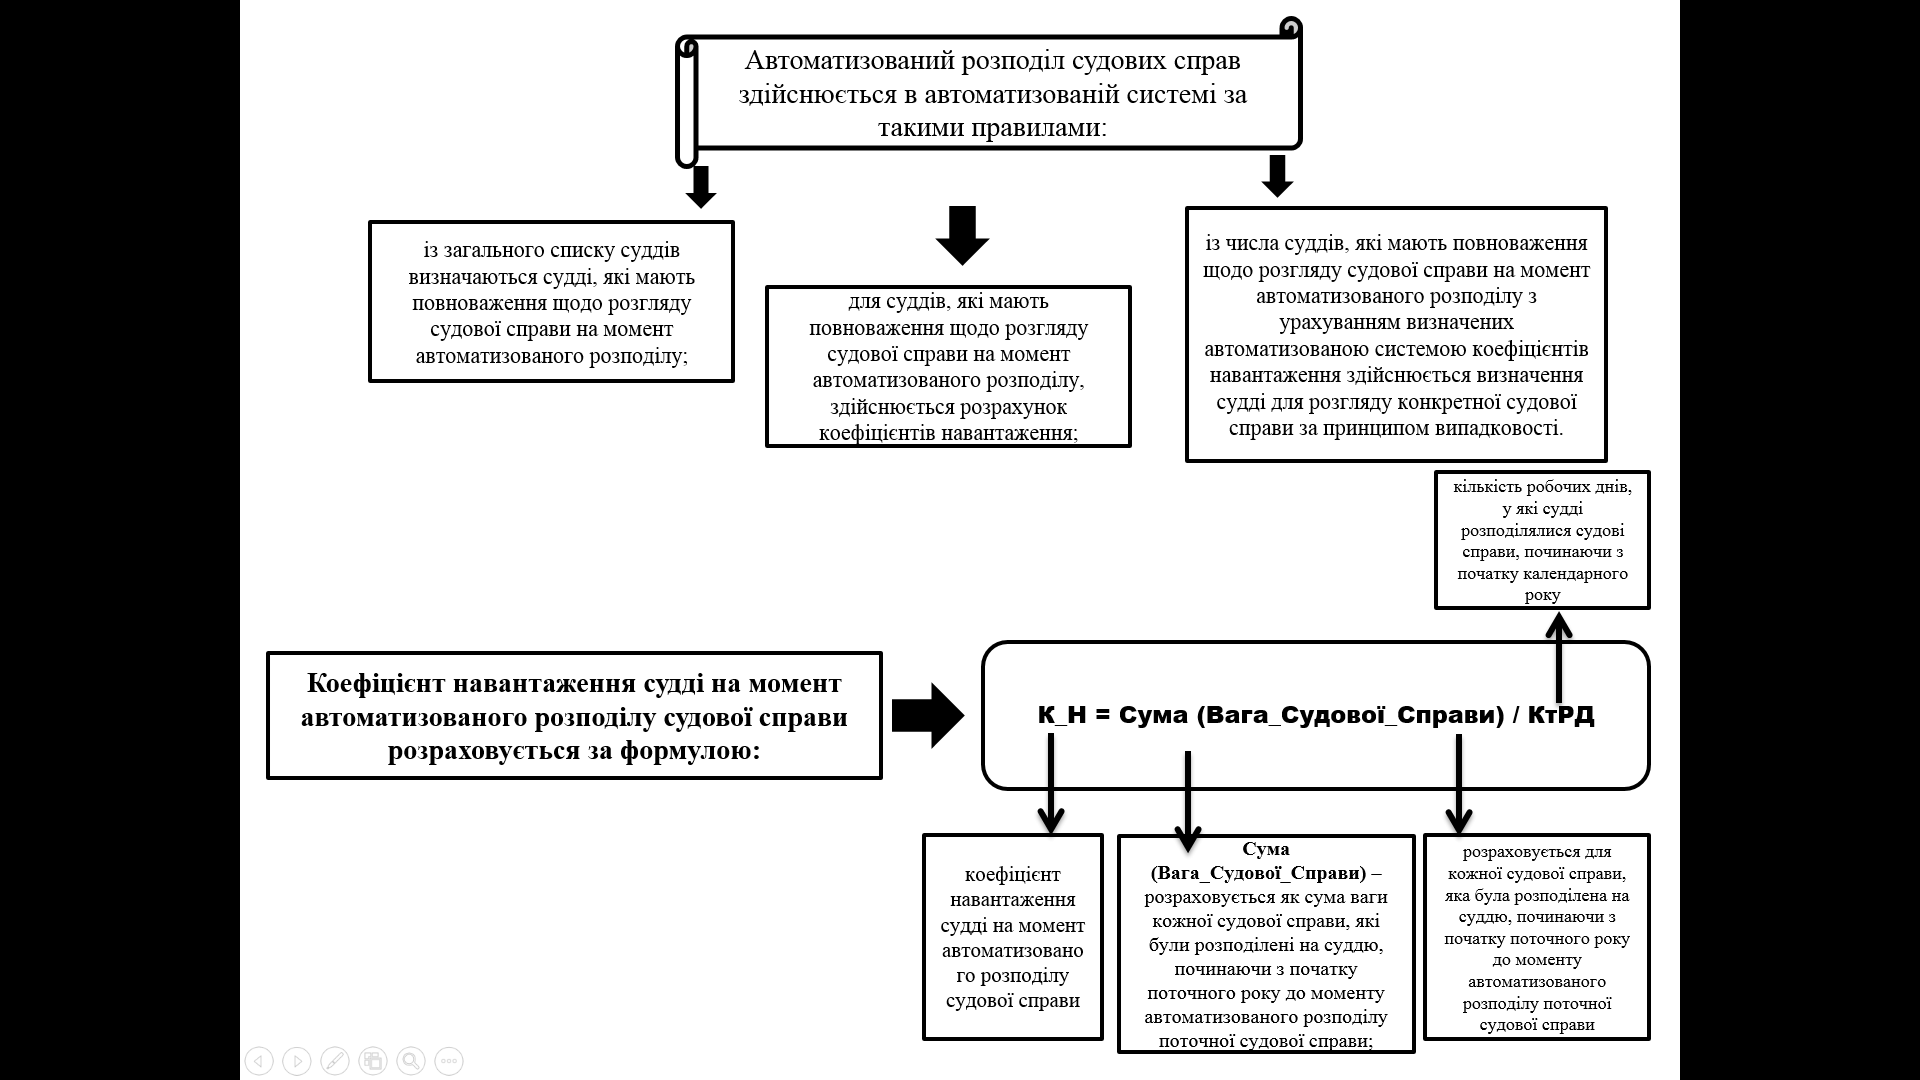 Автоматизований розподіл судових справ
здійснюється в автоматизованій системі за
такими правилами:
із загального списку суддів
визначаються судді, які мають
повноваження щодо розгляду
судової справи на момент
автоматизованого розподілу;
для суддів, які мають
повноваження щодо розгляду
судової справи на момент
автоматизованого розподілу,
здійснюється розрахунок
коефіцієнтів навантаження;
із числа суддів, які мають повноваження
щодо розгляду судової справи на момент
автоматизованого розподілу з
урахуванням визначених
автоматизованою системою коефіцієнтів
навантаження здійснюється визначення
судді для розгляду конкретної судової
справи за принципом випадковості.
кількість робочих днів,
у які судді
розподілялися судові
справи, починаючи з
початку календарного
року
Коефіцієнт навантаження судді на момент
автоматизованого розподілу судової справи
розраховується за формулою:
К_Н = Сума (Вага_Судової_Справи) / КтРД
коефіцієнт
навантаження
судді на момент
автоматизовано
го розподілу
судової справи
Сума
(Вага_Судової_Справи) –
розраховується як сума ваги
кожної судової справи, які
були розподілені на суддю,
починаючи з початку
поточного року до моменту
автоматизованого розподілу
поточної судової справи;
розраховується для
кожної судової справи,
яка була розподілена на
суддю, починаючи з
початку поточного року
до моменту
автоматизованого
розподілу поточної
судової справи